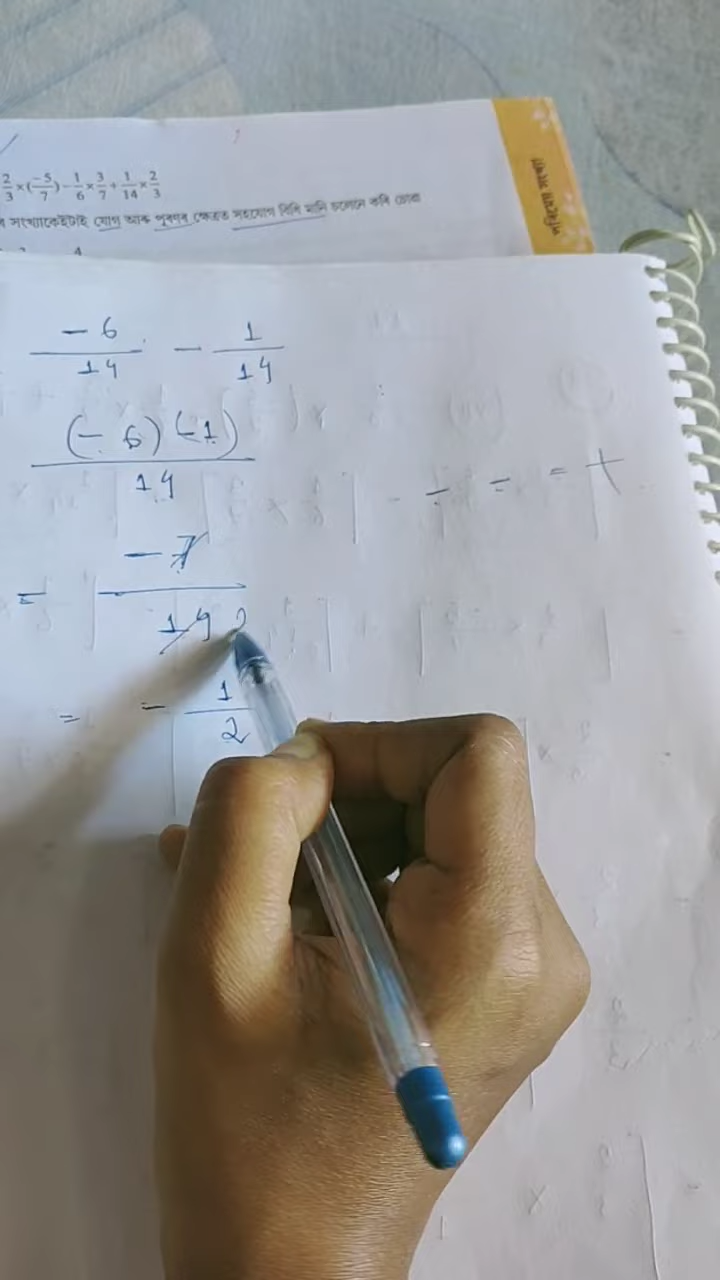 2/3 × (-5/7) - 1/6 × 3/7 + 1/14 × 2/3
সংখ্যাকেইটাই যোগ আৰু পূৰণৰ ক্ষেত্ৰত সহযোগ বিধি মানি চলেনে কৰি চোৱা
পৰিমেয় সংখ্যা
-6/14 - 1/14
(-6)(-1)/14
- = = +
= -7/14 2
= - 1/2